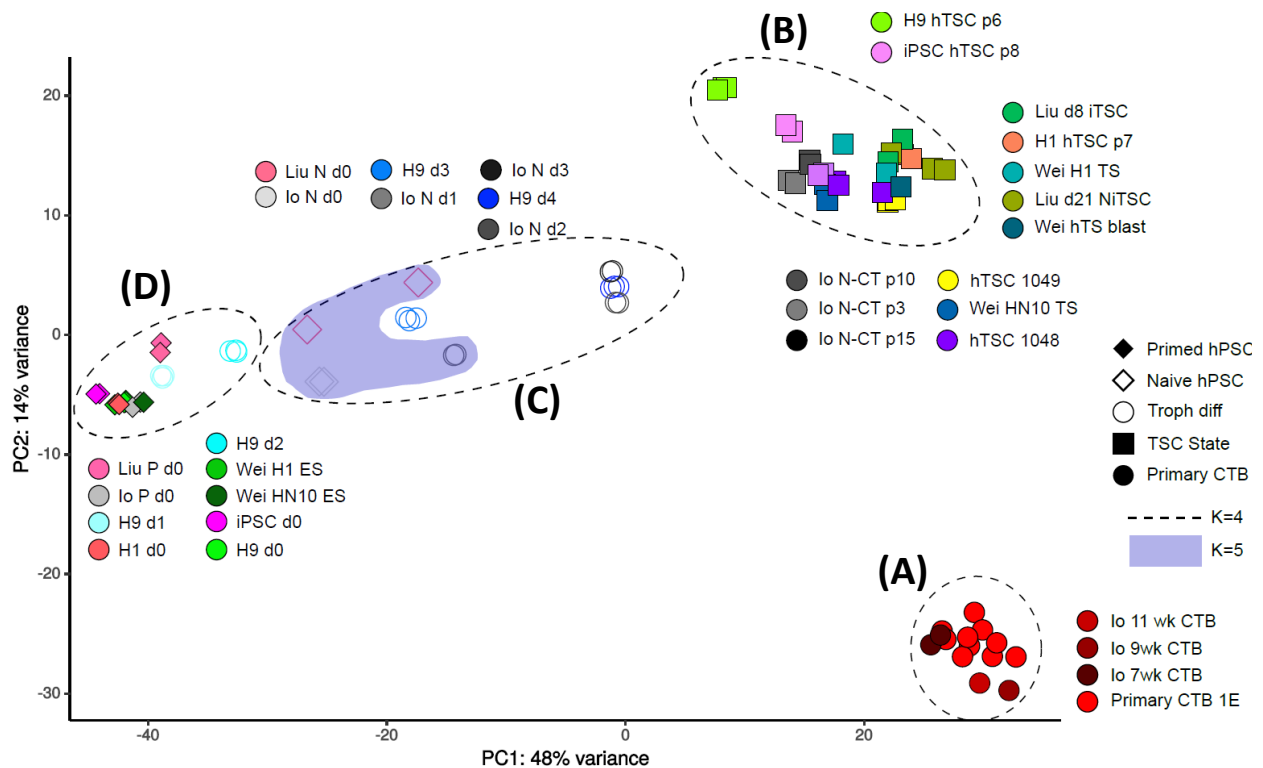 (B)
H9 hTSC p6
iPSC hTSC p8
Liu d8 iTSC
H1 hTSC p7
Wei H1 TS
Liu d21 NiTSC
Wei hTS blast
Liu N d0
Io N d0
H9 d3
Io N d1
Io N d3
H9 d4
Io N d2
Io N-CT p10
Io N-CT p3
Io N-CT p15
hTSC 1049
Wei HN10 TS
hTSC 1048
(D)
(C)
Liu P d0
Io P d0
H9 d1
H1 d0
H9 d2
Wei H1 ES
Wei HN10 ES
iPSC d0
H9 d0
Primed hPSC
Naive hPSC
Troph diff
TSC State
Primary CTB
K=4
K=5
(A)
Io 11 wk CTB
Io 9wk CTB
Io 7wk CTB
Primary CTB 1E
PC2: 14% variance
20
10
0
-10
-20
-30
-40
-20
0
20
PC1: 48% variance